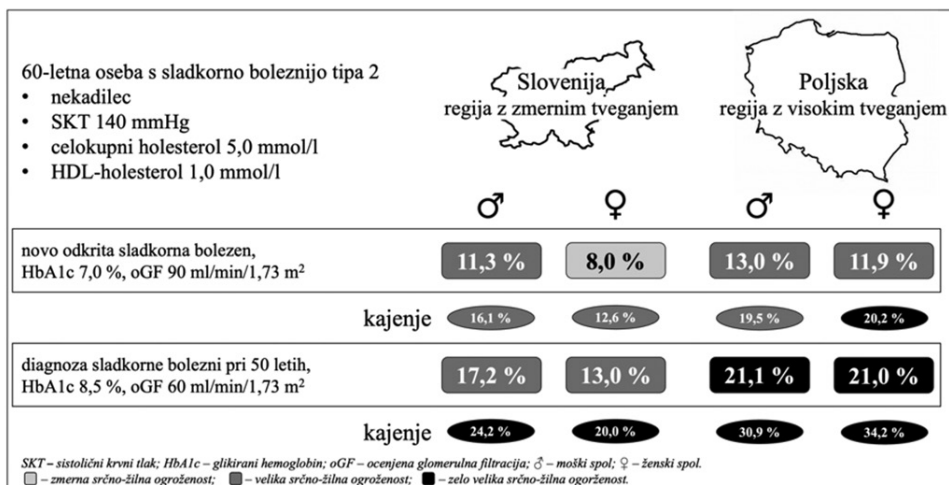 60-letna oseba s sladkorno boleznijo tipa 2
• nekadilec
• SKT 140 mmHg
• celokupni holesterol 5,0 mmol/l
• HDL-holesterol 1,0 mmol/l
Slovenija
regija z zmernim tveganjem
Poljska
regija z visokim tveganjem
♂ ♀ ♂ ♀
novo odkrita sladkorna bolezen,
HbA1c 7,0 %, oGF 90 ml/min/1,73 m²
11,3 % 8,0 % 13,0 % 11,9 %
kajenje 16,1 % 12,6 % 19,5 % 20,2 %
diagnoza sladkorne bolezni pri 50 letih,
HbA1c 8,5 %, oGF 60 ml/min/1,73 m²
17,2 % 13,0 % 21,1 % 21,0 %
kajenje 24,2 % 20,0 % 30,9 % 34,2 %
SKT – sistolični krvni tlak; HbA1c – glikirani hemoglobin; oGF – ocenjena glomerulna filtracija; ♂ – moški spol; ♀ – ženski spol.
– zmerna srčno-žilna ogroženost; – velika srčno-žilna ogroženost; – zelo velika srčno-žilna ogorženost.